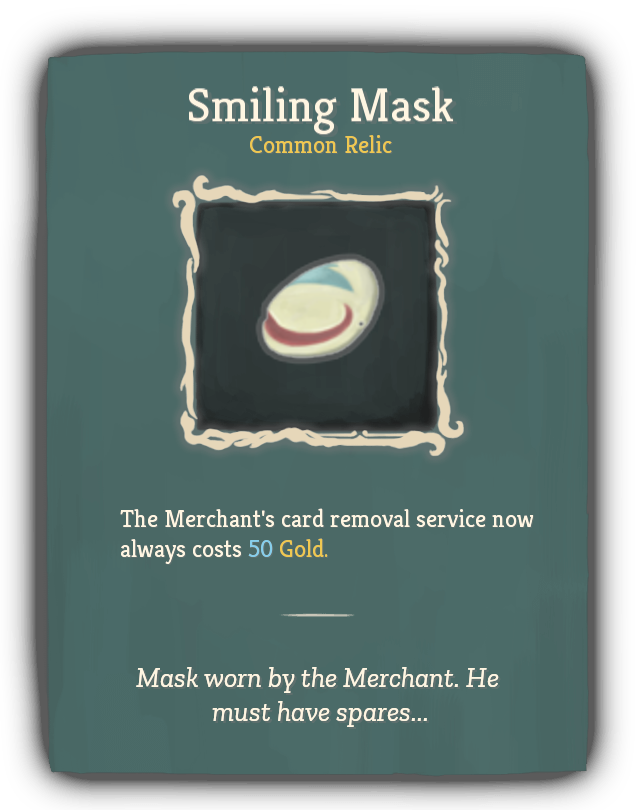 Smiling Mask
Common Relic
The Merchant's card removal service now
always costs 50 Gold.
Mask worn by the Merchant. He
must have spares...